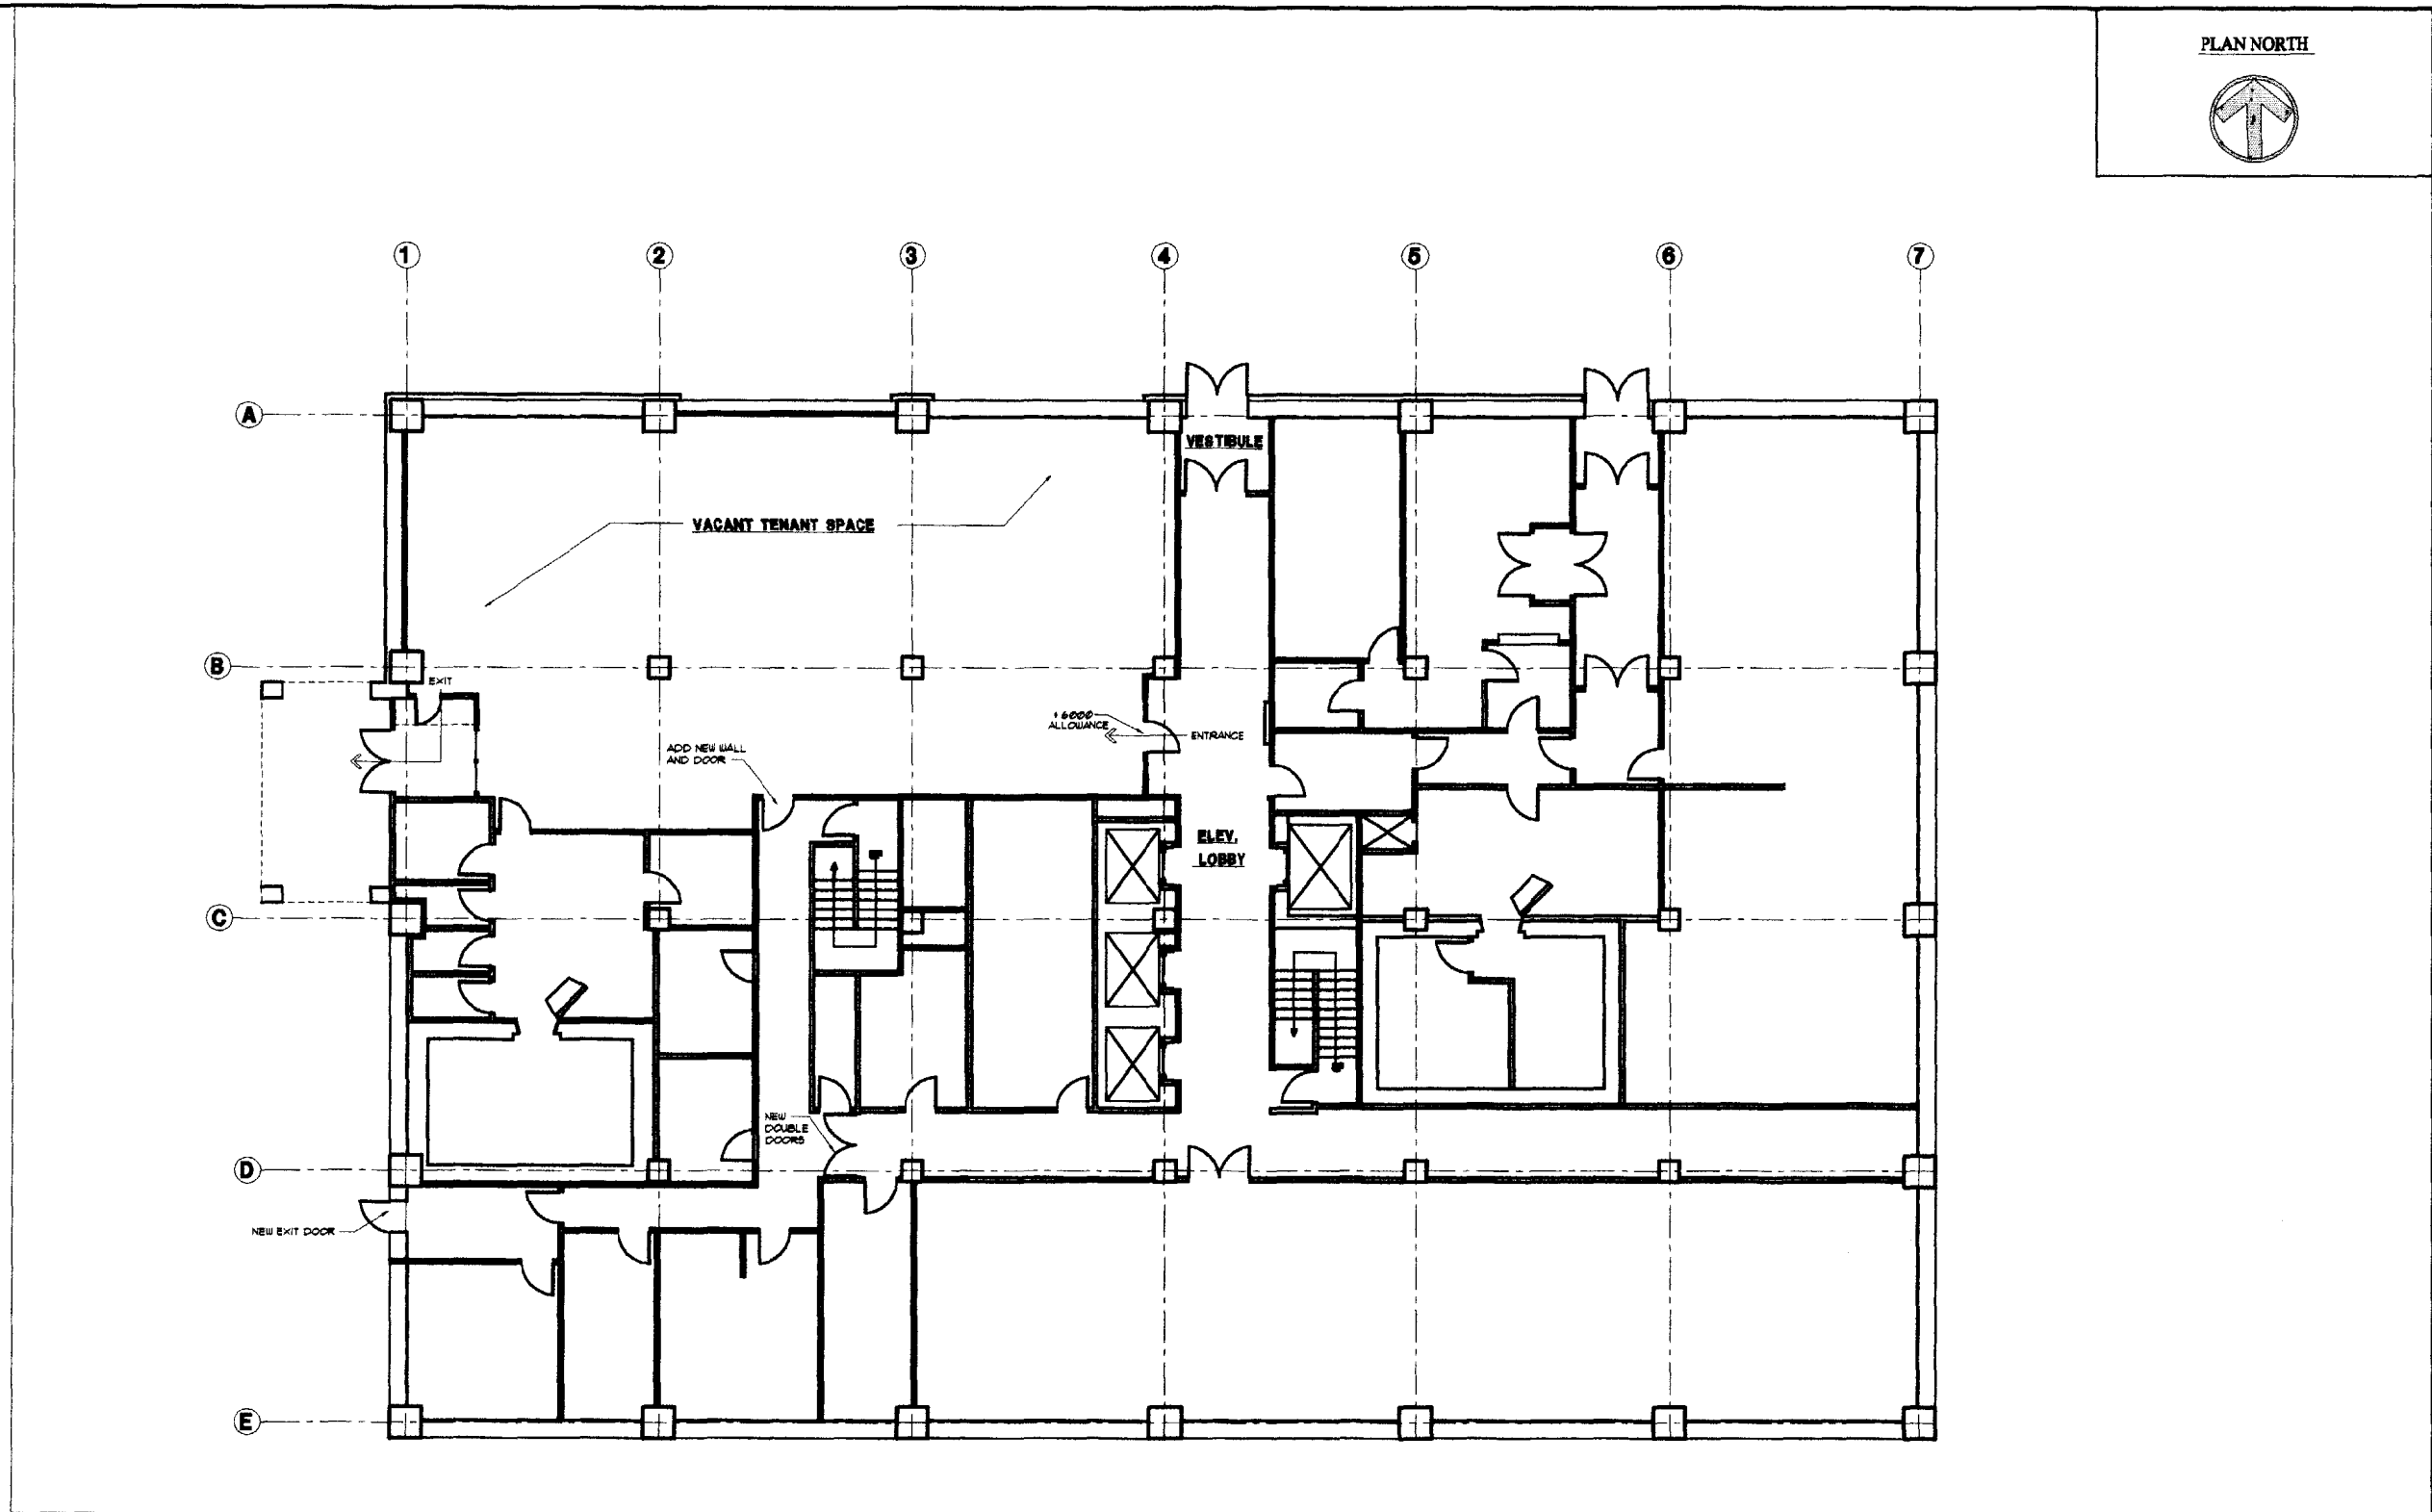 PLAN NORTH
1 2 3 4 5 6 7
A
VESTIBULE
VACANT TENANT SPACE
B
EXIT
ALLOWANCE
ENTRANCE
ADD NEW WALL
AND DOOR
ELEV.
LOBBY
C
NEW
DOUBLE
DOORS
D
NEW EXIT DOOR
E